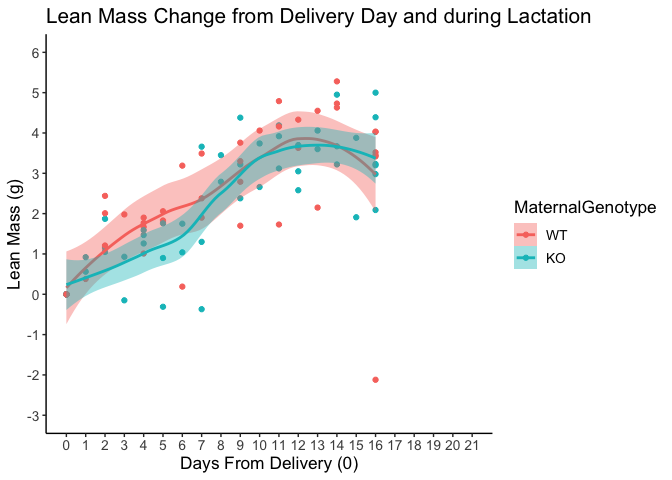 Lean Mass Change from Delivery Day and during Lactation
6
5
4
3
2
1
0
-1
-2
-3
Lean Mass (g)
0 1 2 3 4 5 6 7 8 9 10 11 12 13 14 15 16 17 18 19 20 21
Days From Delivery (0)
MaternalGenotype
WT
KO